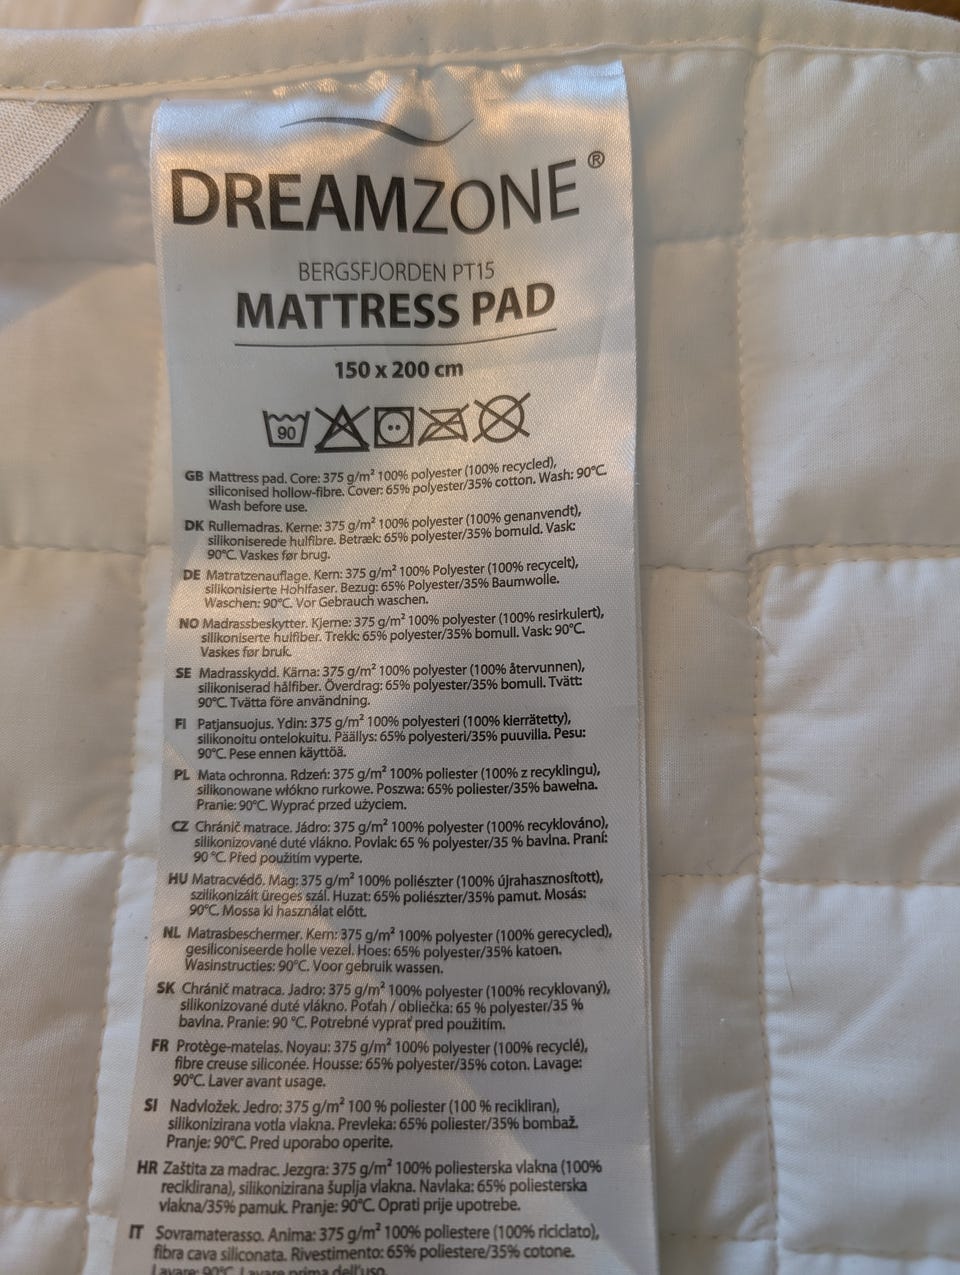 DREAMZONE®
BERGSFJORDEN PT15
MATTRESS PAD
150 x 200 cm
90
GB Mattress pad. Core: 375 g/m² 100% polyester (100% recycled),
siliconised hollow-fibre. Cover: 65% polyester/35% cotton. Wash: 90°C.
Wash before use.
DK Rullemadras. Kerne: 375 g/m² 100% polyester (100% genanvendt),
silikoniserede hulfibre. Betræk: 65% polyester/35% bomuld. Vask:
90°C. Vaskes før brug.
DE Matratzenauflage. Kern: 375 g/m² 100% Polyester (100% recycelt),
silikonisierte Hohlfaser. Bezug: 65% Polyester/35% Baumwolle.
Waschen: 90°C. Vor Gebrauch waschen.
NO Madrassbeskytter. Kjerne: 375 g/m² 100% polyester (100% resirkulert),
silikoniserte hulfiber. Trekk: 65% polyester/35% bomull. Vask: 90°C.
Vaskes før bruk.
SE Madrasskydd. Kärna: 375 g/m² 100% polyester (100% återvunnen),
silikoniserad hålfiber. Överdrag: 65% polyester/35% bomull. Tvätt:
90°C. Tvätta före användning.
FI Patjansuojus. Ydin: 375 g/m² 100% polyesteri (100% kierrätetty),
silikonoitu ontelokuitu. Päällys: 65% polyesteri/35% puuvilla. Pesu:
90°C. Pese ennen käyttöä.
PL Mata ochronna. Rdzeń: 375 g/m² 100% poliester (100% z recyklingu),
silikonowane włókno rurkowe. Poszwa: 65% poliester/35% bawełna.
Pranie: 90°C. Wyprać przed użyciem.
CZ Chránič matrace. Jádro: 375 g/m² 100% polyester (100% recyklováno),
silikonizované duté vlákno. Povlak: 65 % polyester/35 % bavlna. Praní:
90 °C. Před použitím vyperte.
HU Matracvédő. Mag: 375 g/m² 100% poliészter (100% újrahasznosított),
szilikonizált üreges szál. Huzat: 65% poliészter/35% pamut. Mosás:
90°C. Mossa ki használat előtt.
NL Matrasbeschermer. Kern: 375 g/m² 100% polyester (100% gerecycled),
gesiliconiseerde holle vezel. Hoes: 65% polyester/35% katoen.
Wasinstructies: 90°C. Voor gebruik wassen.
SK Chránič matraca. Jadro: 375 g/m² 100% polyester (100% recyklovaný),
silikonizované duté vlákno. Poťah / obliečka: 65 % polyester/35 %
bavlna. Pranie: 90 °C. Potrebné vyprať pred použitím.
FR Protège-matelas. Noyau: 375 g/m² 100% polyester (100% recyclé),
fibre creuse siliconée. Housse: 65% polyester/35% coton. Lavage:
90°C. Laver avant usage.
SI Nadvložek. Jedro: 375 g/m² 100 % poliester (100 % recikliran),
silikonizirana votla vlakna. Prevleka: 65% poliester/35% bombaž.
Pranje: 90°C. Pred uporabo operite.
HR Zaštita za madrac. Jezgra: 375 g/m² 100% poliesterska vlakna (100%
reciklirana), silikonizirana šuplja vlakna. Navlaka: 65% poliesterska
vlakna/35% pamuk. Pranje: 90°C. Oprati prije upotrebe.
IT Sovramaterasso. Anima: 375 g/m² 100% poliestere (100% riciclato),
fibra cava siliconata. Rivestimento: 65% poliestere/35% cotone.
Lavare: 90°C. Lavare prima dell'uso.